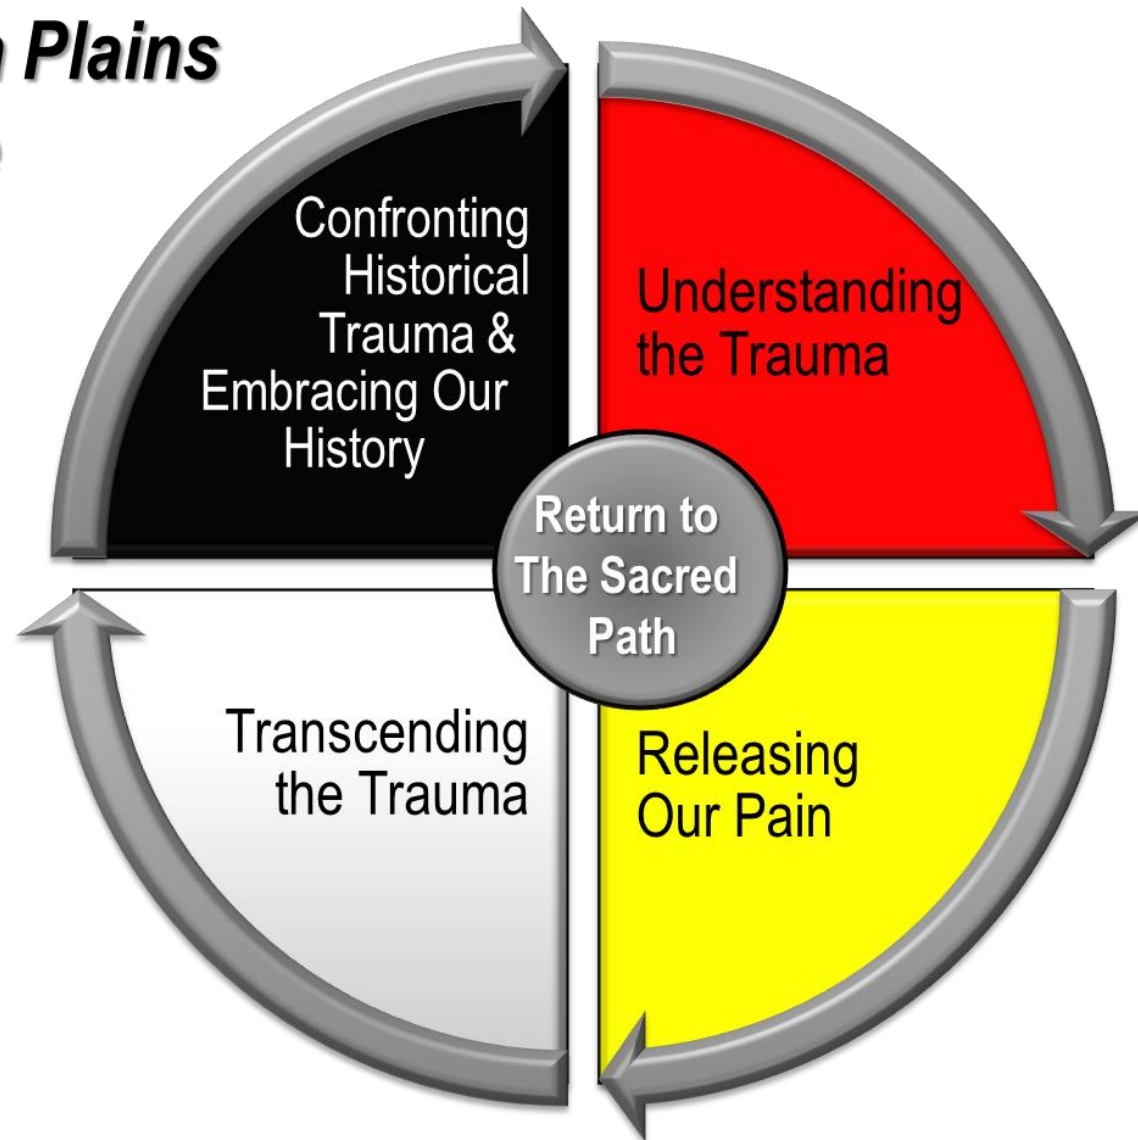 Plains
Confronting
Historical
Trauma &
Embracing Our
History
Understanding
the Trauma
Return to
The Sacred
Path
Transcending
the Trauma
Releasing
Our Pain